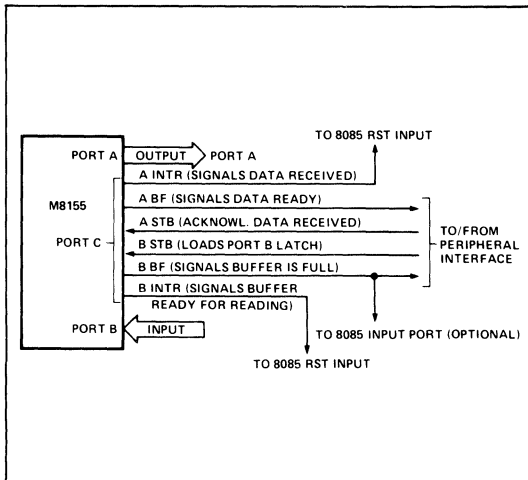 TO 8085 RST INPUT
PORT A
OUTPUT
PORT A
A INTR (SIGNALS DATA RECEIVED)
M8155
A BF (SIGNALS DATA READY)
A STB (ACKNOWL. DATA RECEIVED)
PORT C
B STB (LOADS PORT B LATCH)
TO/FROM
PERIPHERAL
INTERFACE
B BF (SIGNALS BUFFER IS FULL)
B INTR (SIGNALS BUFFER
READY FOR READING)
PORT B
INPUT
TO 8085 INPUT PORT (OPTIONAL)
TO 8085 RST INPUT